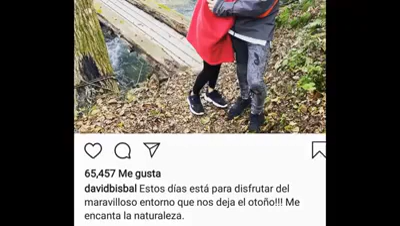 65,457 Me gusta
davidbisbal Estos días está para disfrutar del
maravilloso entorno que nos deja el otoño!!! Me
encanta la naturaleza.